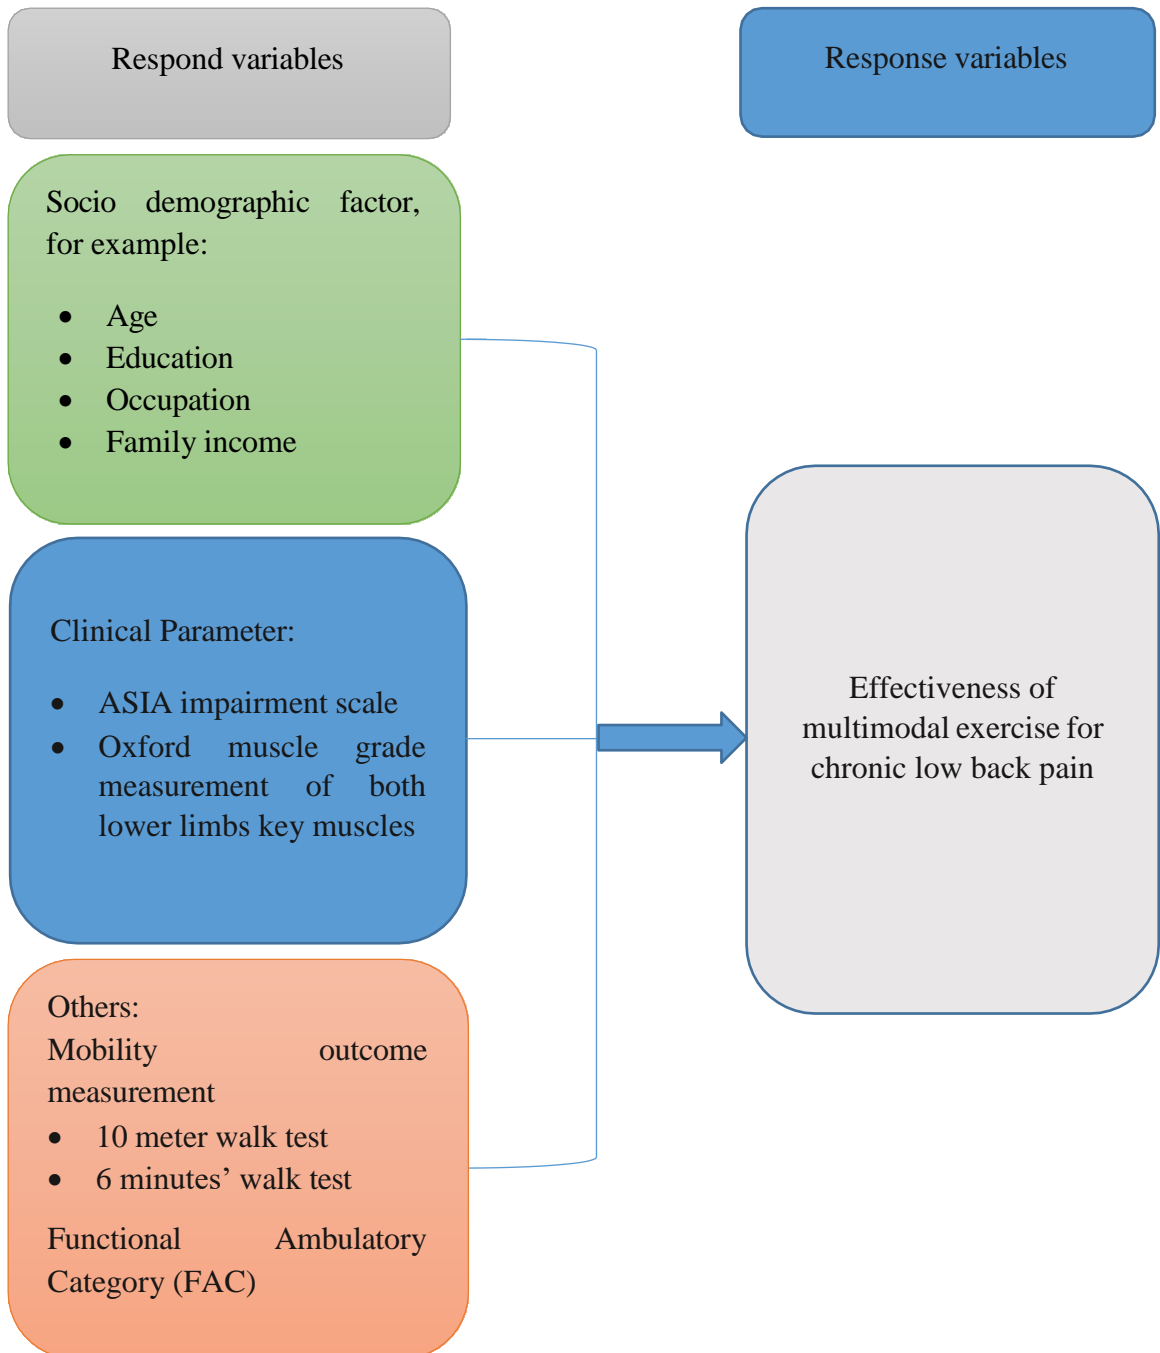 Respond variables
Response variables
Socio demographic factor,
for example:
• Age
• Education
• Occupation
• Family income
Clinical Parameter:
• ASIA impairment scale
• Oxford muscle grade
measurement of both
lower limbs key muscles
Others:
Mobility outcome
measurement
• 10 meter walk test
• 6 minutes’ walk test
Functional Ambulatory
Category (FAC)
Effectiveness of
multimodal exercise for
chronic low back pain